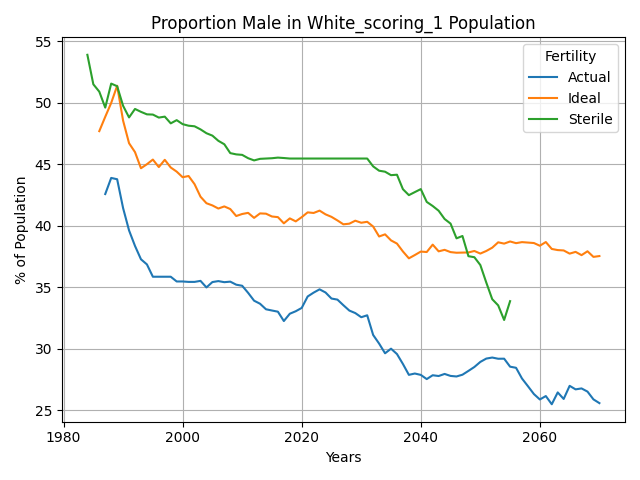 Proportion Male in White_scoring_1 Population
% of Population
55
50
45
40
35
30
25
Fertility
Actual
Ideal
Sterile
1980 2000 2020 2040 2060
Years